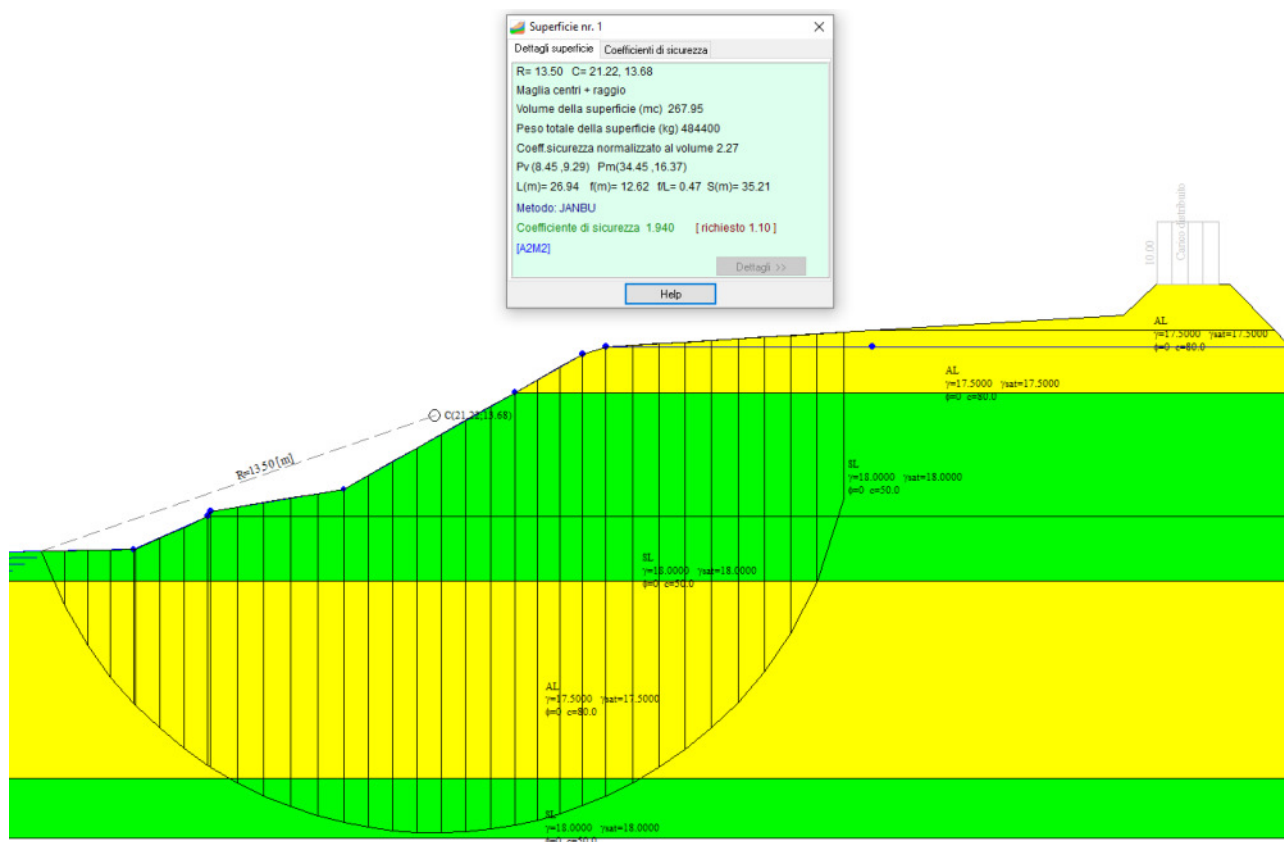 Superficie nr. 1
Dettagli superficie Coefficienti di sicurezza
R= 13.50 C= 21.22, 13.68
Maglia centri + raggio
Volume della superficie (mc) 267.95
Peso totale della superficie (kg) 484400
Coeff.sicurezza normalizzato al volume 2.27
Pv (8.45 ,9.29) Pm(34.45 ,16.37)
L(m)= 26.94 f(m)= 12.62 f/L= 0.47 S(m)= 35.21
Metodo: JANBU
Coefficiente di sicurezza 1.940 [ richiesto 1.10 ]
[A2M2]
Dettagli >>
Help
10.00
Carico distribuito
AL
γ=17.5000 γsat=17.5000
ϕ=0 c=80.0
AL
γ=17.5000 γsat=17.5000
ϕ=0 c=80.0
C(21.22;13.68)
R=13.50 [m]
SL
γ=18.0000 γsat=18.0000
ϕ=0 c=50.0
SL
γ=18.0000 γsat=18.0000
ϕ=0 c=50.0
AL
γ=17.5000 γsat=17.5000
ϕ=0 c=80.0
SL
γ=18.0000 γsat=18.0000
ϕ=0 c=50.0